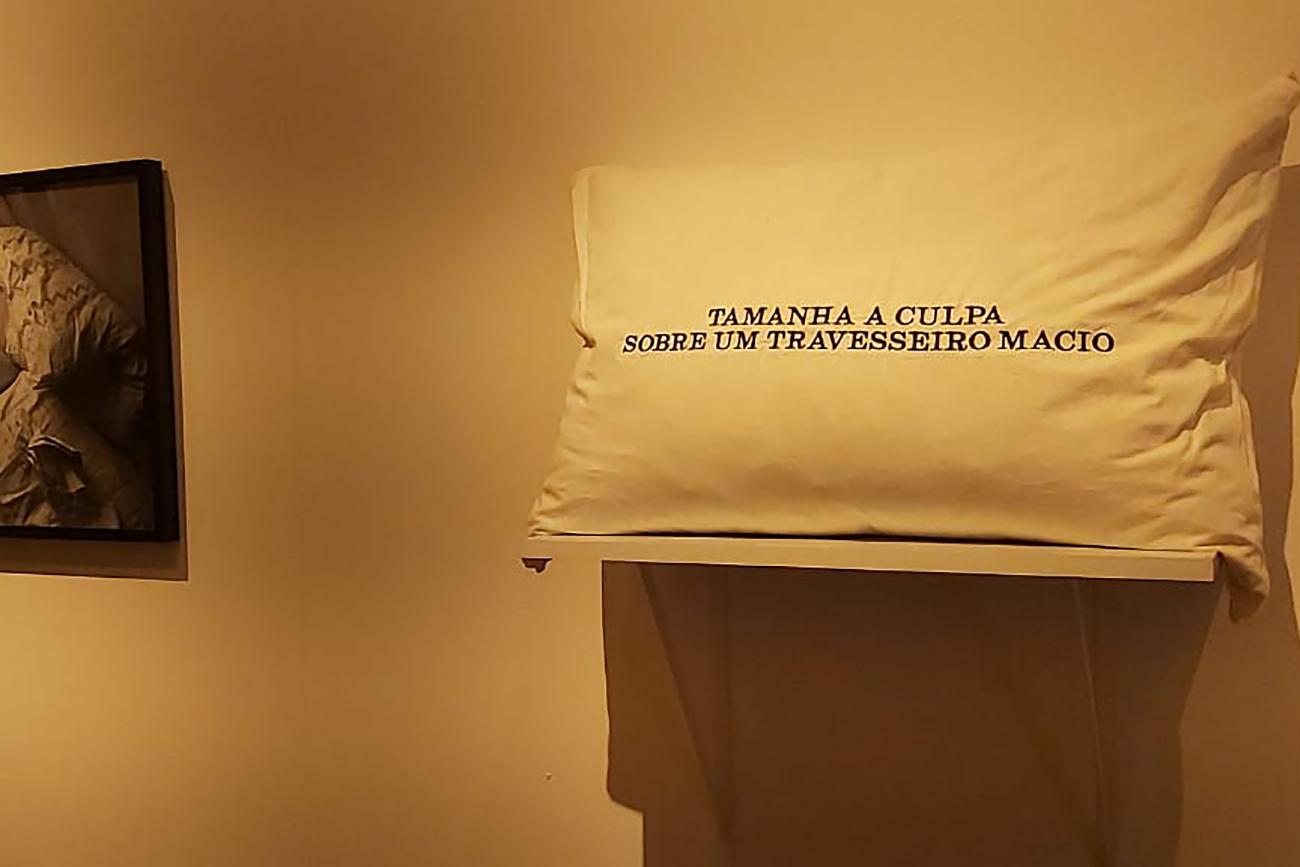 TAMANHA A CULPA
SOBRE UM TRAVESSEIRO MACIO